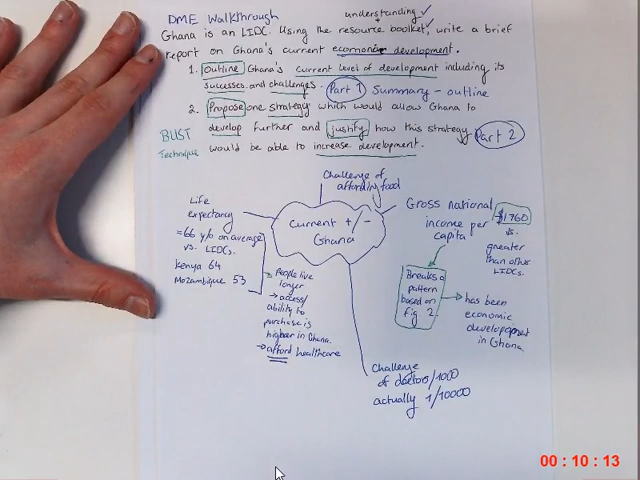 DME Walkthrough
understanding ✓
Ghana is an LIDC. Using the resource booklet, ✓ write a brief
report on Ghana's current economic development.
1. Outline Ghana's current level of development including its
successes and challenges. Part 1 Summary - outline
2. Propose one strategy which would allow Ghana to
develop further and justify how this strategy Part 2
would be able to increase development.
BUST
Technique
Challenge of
affording food
Life
expectancy
= 66 y/o on average
vs. LIDCs.
Kenya 64
Mozambique 53
People live
longer
→ access/
ability to
purchase is
higher in Ghana.
→ afford healthcare
Current +/-
Ghana
Gross national
income per
capita
$1760
is
greater
than other
LIDCs.
Breaks a
pattern
based on
fig 2
has been
economic
development
in Ghana
Challenge
of doctors/1000
actually 1/10000
00 : 10 : 13